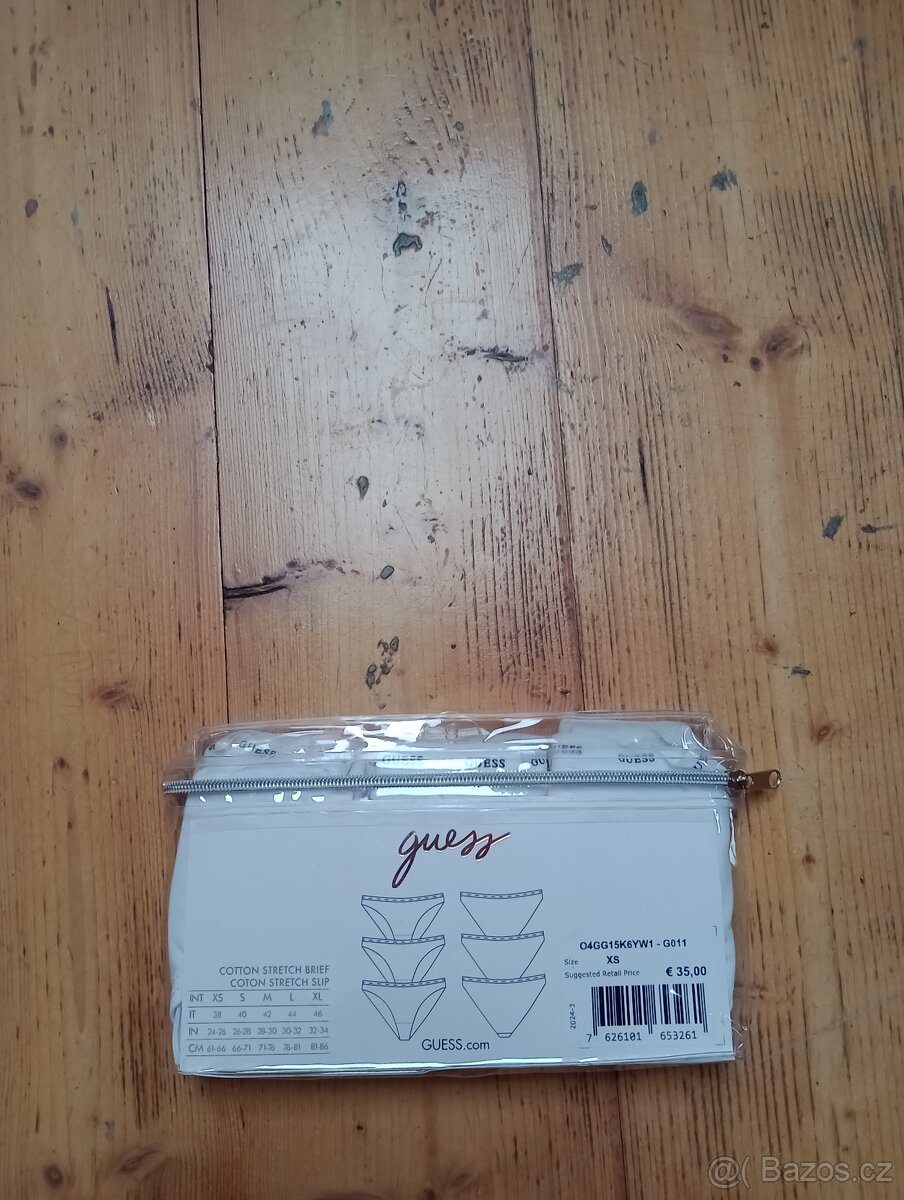 GUESS
GUESS
GUESS
GUESS
guess
O4GG15K6YW1 - G011
Size XS
Suggested Retail Price € 35,00
2024-3
7 626101 653261
COTTON STRETCH BRIEF
COTON STRETCH SLIP
INT XS S M L XL
IT 38 40 42 44 46
IN 24-26 26-28 28-30 30-32 32-34
CM 61-66 66-71 71-76 76-81 81-86
GUESS.com
@( Bazos.cz